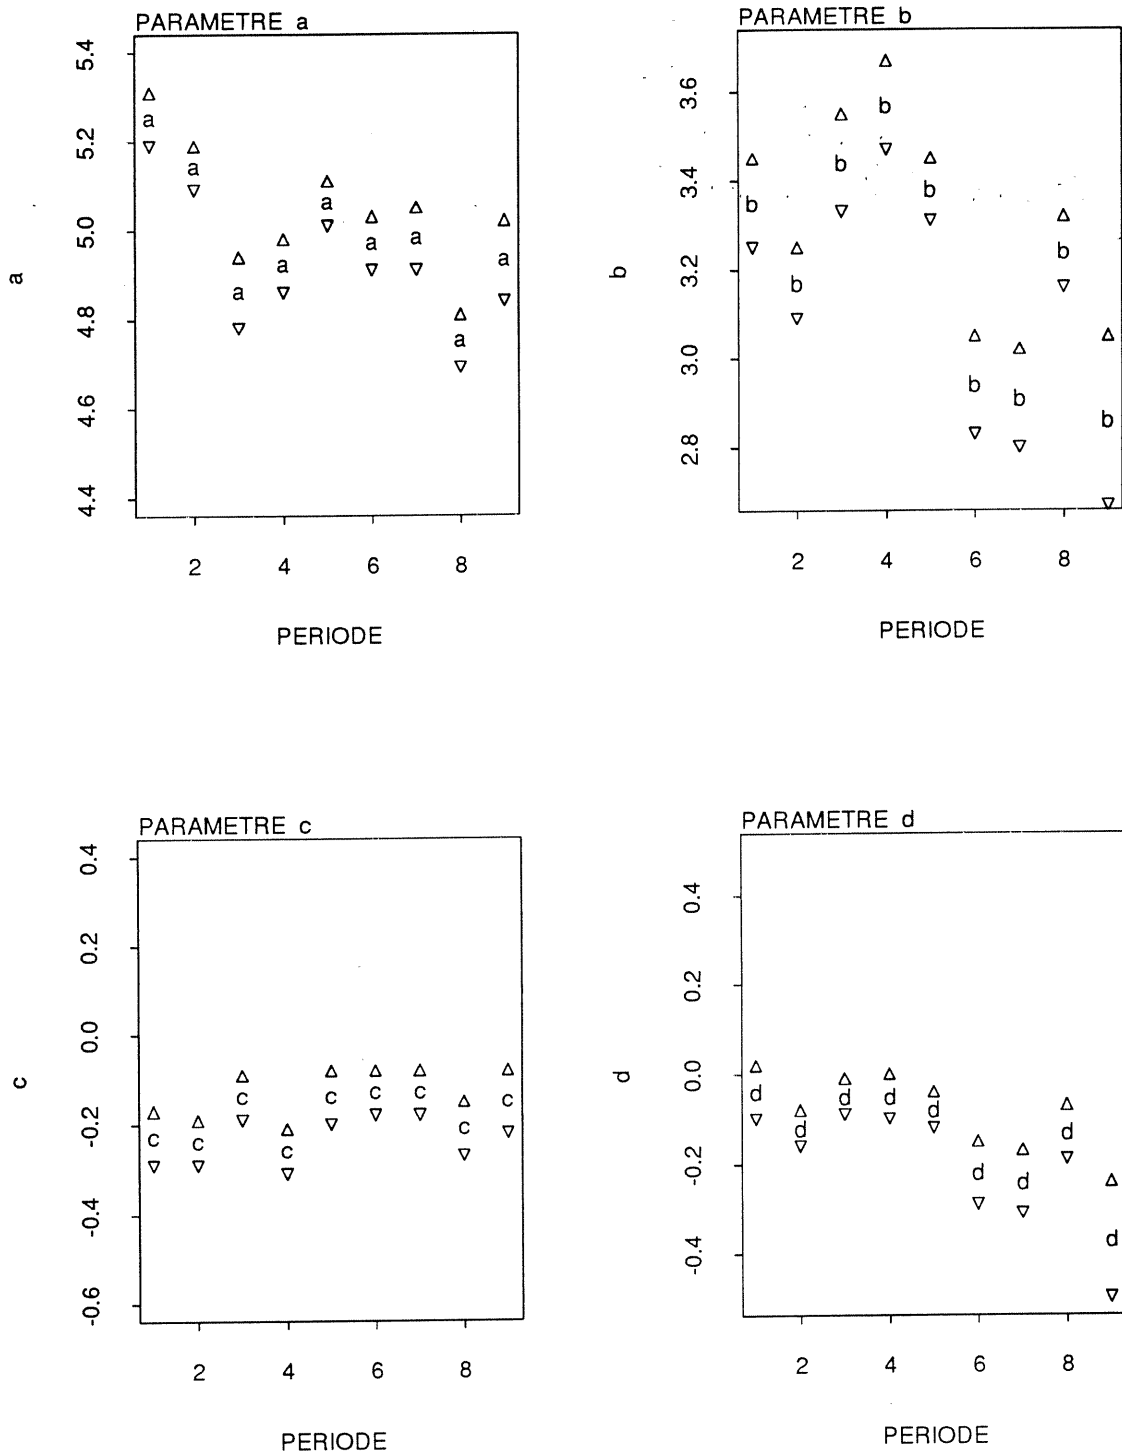 PARAMETRE a
a
5.4
5.2
5.0
4.8
4.6
4.4
a
a
a
a
a
a
a
a
a
2
4
6
8
PERIODE
PARAMETRE b
b
3.6
3.4
3.2
3.0
2.8
b
b
b
b
b
b
b
b
b
2
4
6
8
PERIODE
PARAMETRE c
c
0.4
0.2
0.0
-0.2
-0.4
-0.6
c
c
c
c
c
c
c
c
c
2
4
6
8
PERIODE
PARAMETRE d
d
0.4
0.2
0.0
-0.2
-0.4
d
d
d
d
d
d
d
d
d
2
4
6
8
PERIODE